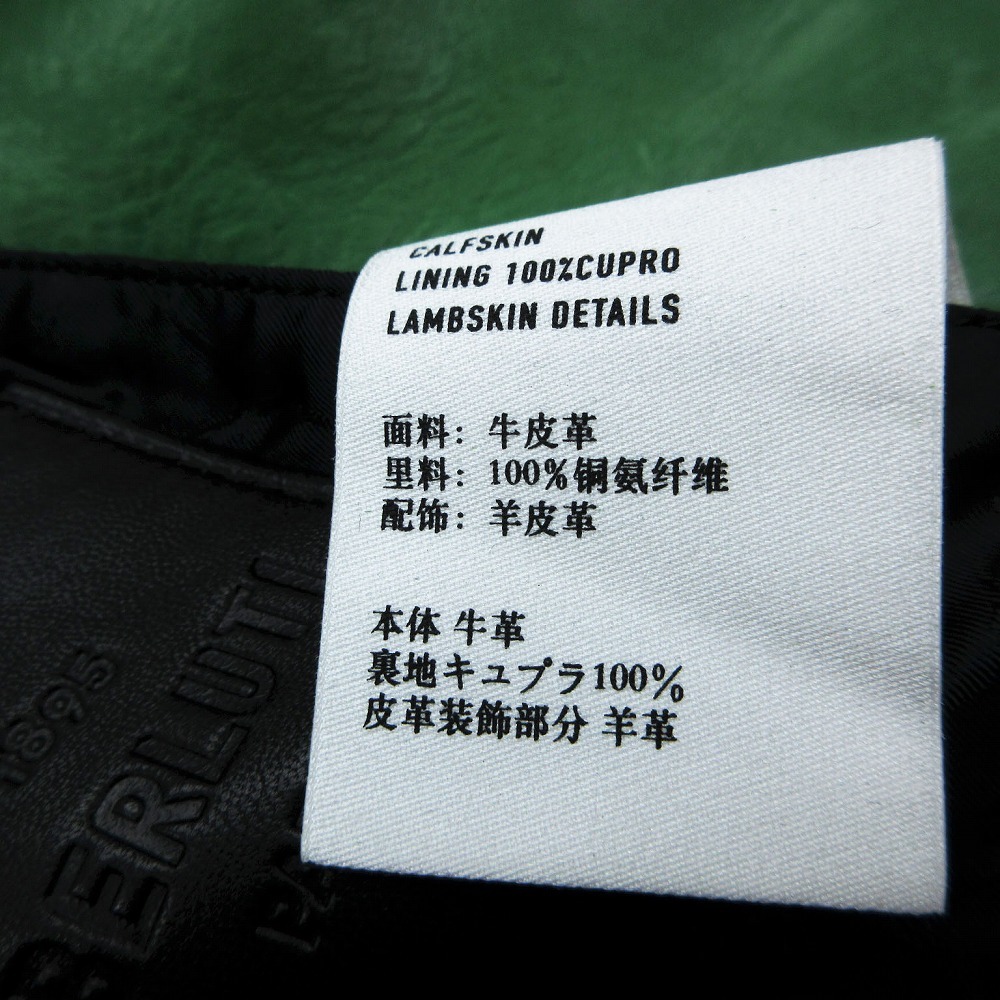 CALFSKIN
LINING 100%CUPRO
LAMBSKIN DETAILS
面料: 牛皮革
里料: 100%铜氨纤维
配饰: 羊皮革
本体 牛革
裏地キュプラ100%
皮革装飾部分 羊革
1895
BERLUTI